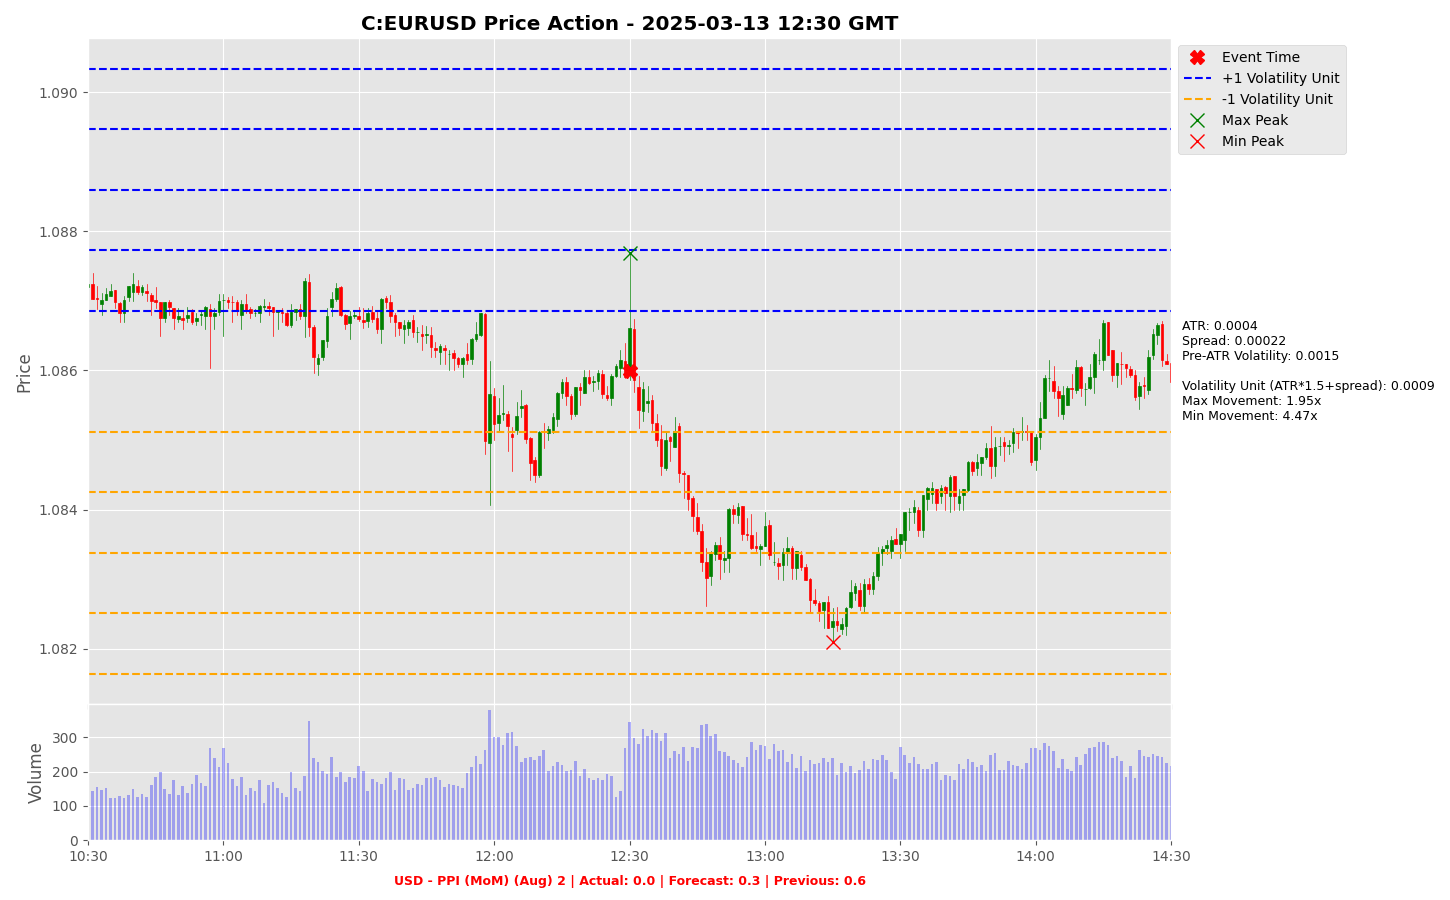 C:EURUSD Price Action - 2025-03-13 12:30 GMT
Event Time
+1 Volatility Unit
-1 Volatility Unit
Max Peak
Min Peak
Price
1.090
1.088
1.086
1.084
1.082
ATR: 0.0004
Spread: 0.00022
Pre-ATR Volatility: 0.0015
Volatility Unit (ATR*1.5+spread): 0.0009
Max Movement: 1.95x
Min Movement: 4.47x
Volume
300
200
100
0
10:30 11:00 11:30 12:00 12:30 13:00 13:30 14:00 14:30
USD - PPI (MoM) (Aug) 2 | Actual: 0.0 | Forecast: 0.3 | Previous: 0.6